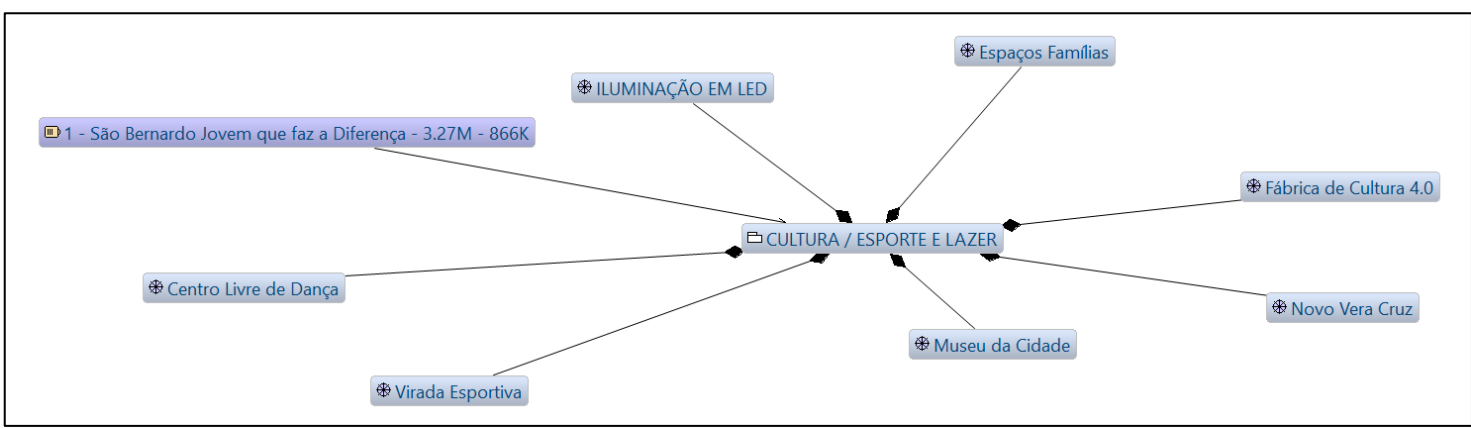 Espaços Famílias
ILUMINAÇÃO EM LED
1 - São Bernardo Jovem que faz a Diferença - 3.27M - 866K
Fábrica de Cultura 4.0
CULTURA / ESPORTE E LAZER
Centro Livre de Dança
Novo Vera Cruz
Museu da Cidade
Virada Esportiva